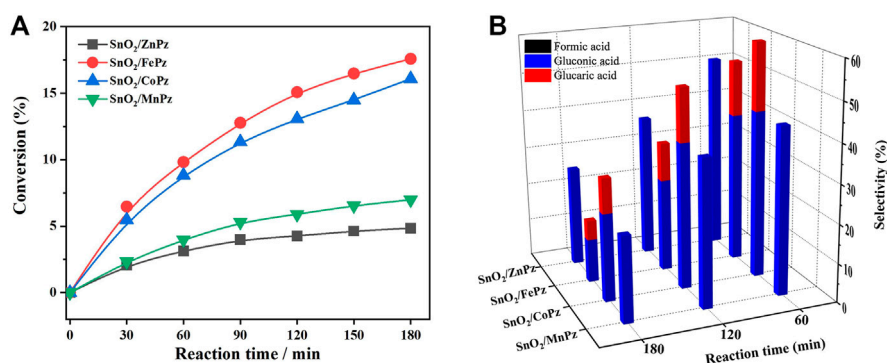 A
Conversion (%)
20
15
10
5
0
SnO₂/ZnPz
SnO₂/FePz
SnO₂/CoPz
SnO₂/MnPz
0 30 60 90 120 150 180
Reaction time / min
B
Formic acid
Gluconic acid
Glucaric acid
Selectivity (%)
60
50
40
30
20
10
0
SnO₂/ZnPz
SnO₂/FePz
SnO₂/CoPz
SnO₂/MnPz
180
120
60
Reaction time (min)